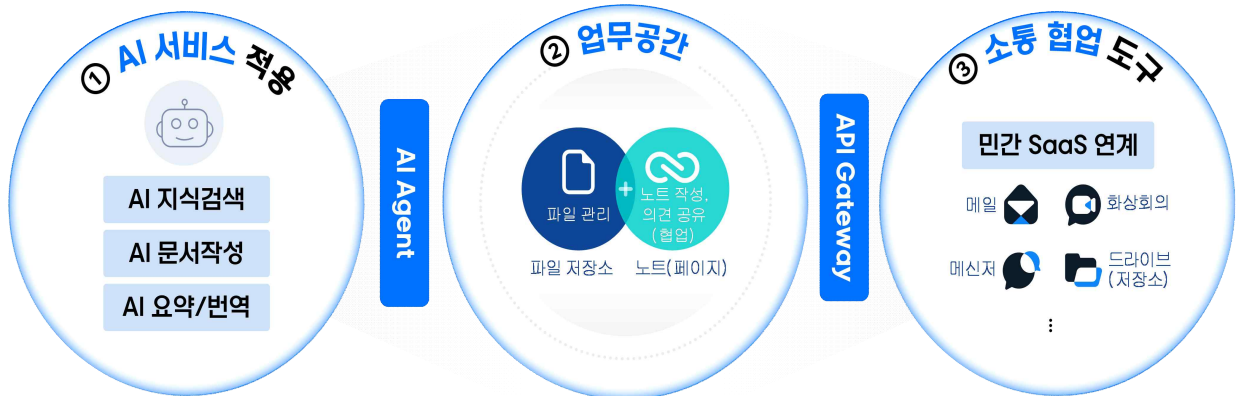 ① AI 서비스 적용
AI 지식검색
AI 문서작성
AI 요약/번역
AI Agent
② 업무공간
파일 관리
+
노트 작성,
의견 공유
(협업)
파일 저장소
노트(페이지)
API Gateway
③ 소통 협업 도구
민간 SaaS 연계
메일
화상회의
메신저
드라이브
(저장소)
⋮